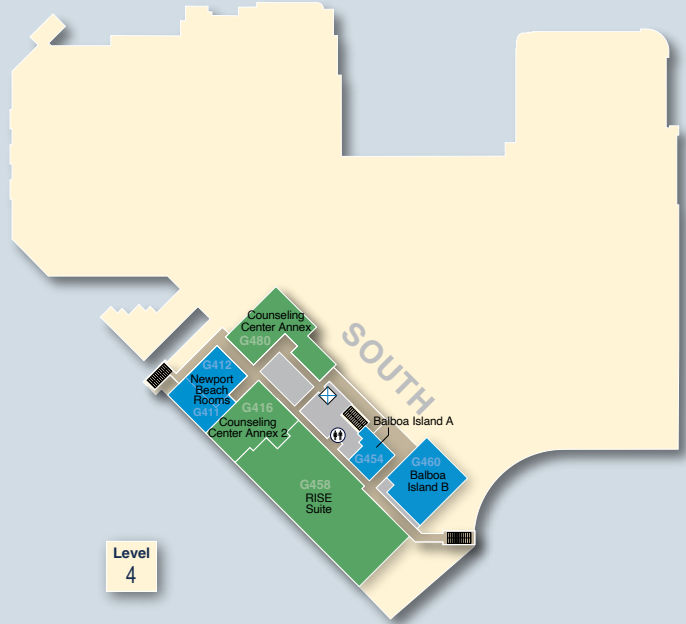 Counseling
Center Annex
G480
SOUTH
G412
Newport
Beach
Rooms
G411
G416
Counseling
Center Annex 2
Balboa Island A
G454
G460
Balboa
Island B
G458
RISE
Suite
Level
4